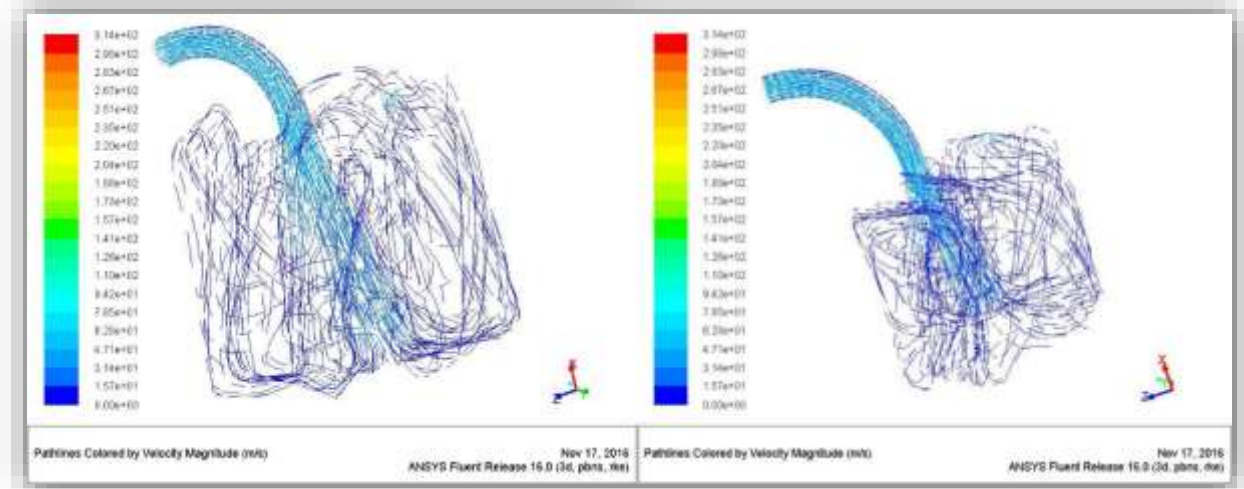 3.14e+02
2.98e+02
2.83e+02
2.67e+02
2.51e+02
2.35e+02
2.20e+02
2.04e+02
1.88e+02
1.73e+02
1.57e+02
1.41e+02
1.26e+02
1.10e+02
9.42e+01
7.85e+01
6.28e+01
4.71e+01
3.14e+01
1.57e+01
0.00e+00
Z
Y
Pathlines Colored by Velocity Magnitude (m/s)
Nov 17, 2016
ANSYS Fluent Release 16.0 (3d, pbns, rke)
3.14e+02
2.98e+02
2.83e+02
2.67e+02
2.51e+02
2.35e+02
2.20e+02
2.04e+02
1.88e+02
1.73e+02
1.57e+02
1.41e+02
1.26e+02
1.10e+02
9.42e+01
7.85e+01
6.28e+01
4.71e+01
3.14e+01
1.57e+01
0.00e+00
X
Y
Z
Pathlines Colored by Velocity Magnitude (m/s)
Nov 17, 2016
ANSYS Fluent Release 16.0 (3d, pbns, rke)